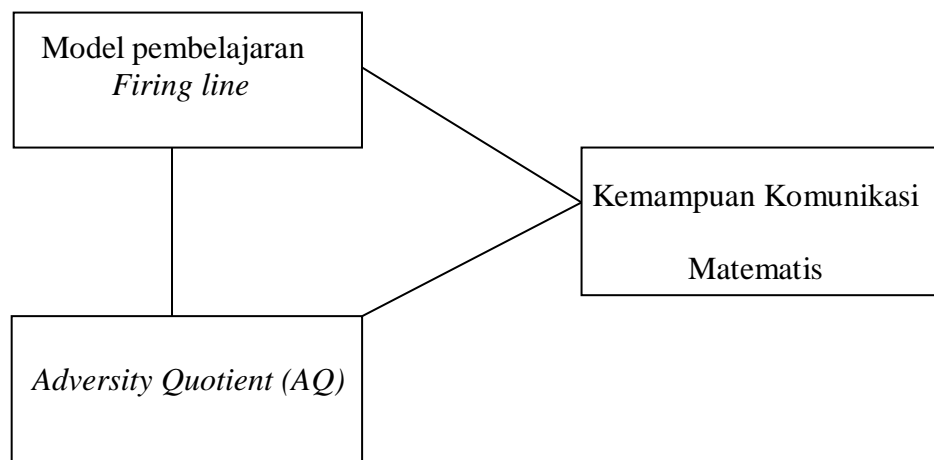 Model pembelajaran
Firing line
Kemampuan Komunikasi
Matematis
Adversity Quotient (AQ)